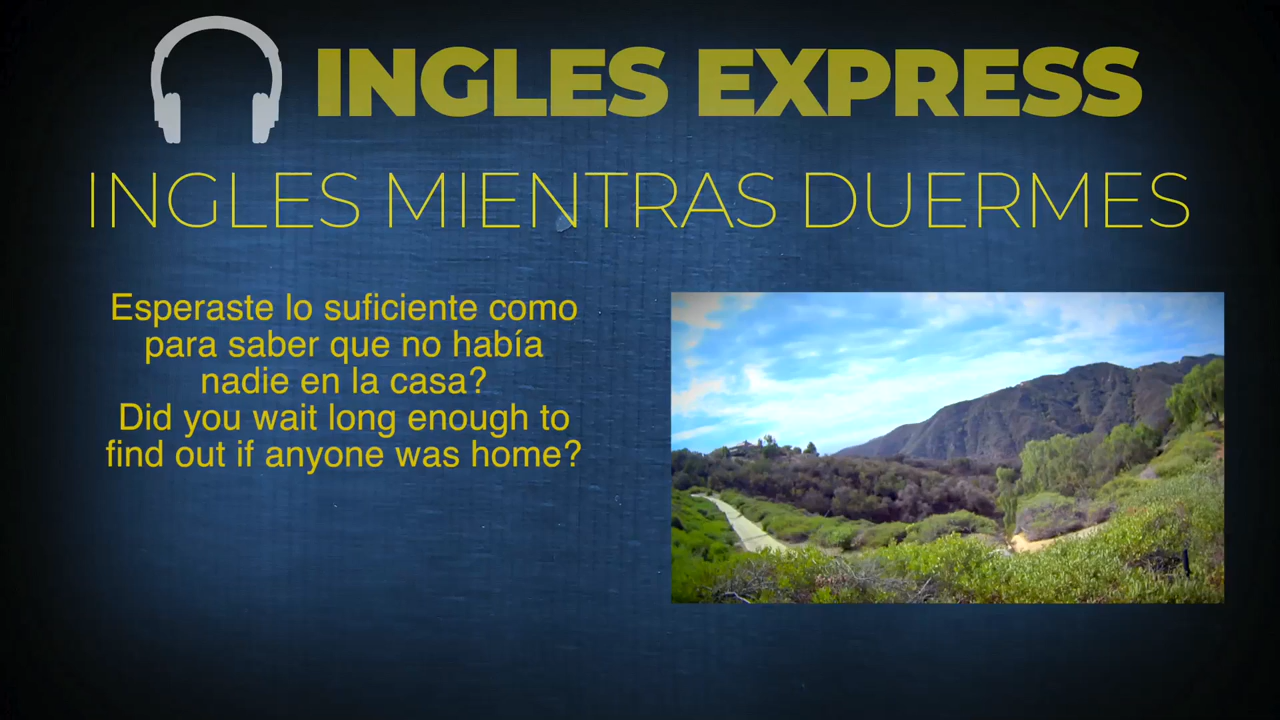 INGLES EXPRESS
INGLES MIENTRAS DUERMES
Esperaste lo suficiente como
para saber que no había
nadie en la casa?
Did you wait long enough to
find out if anyone was home?